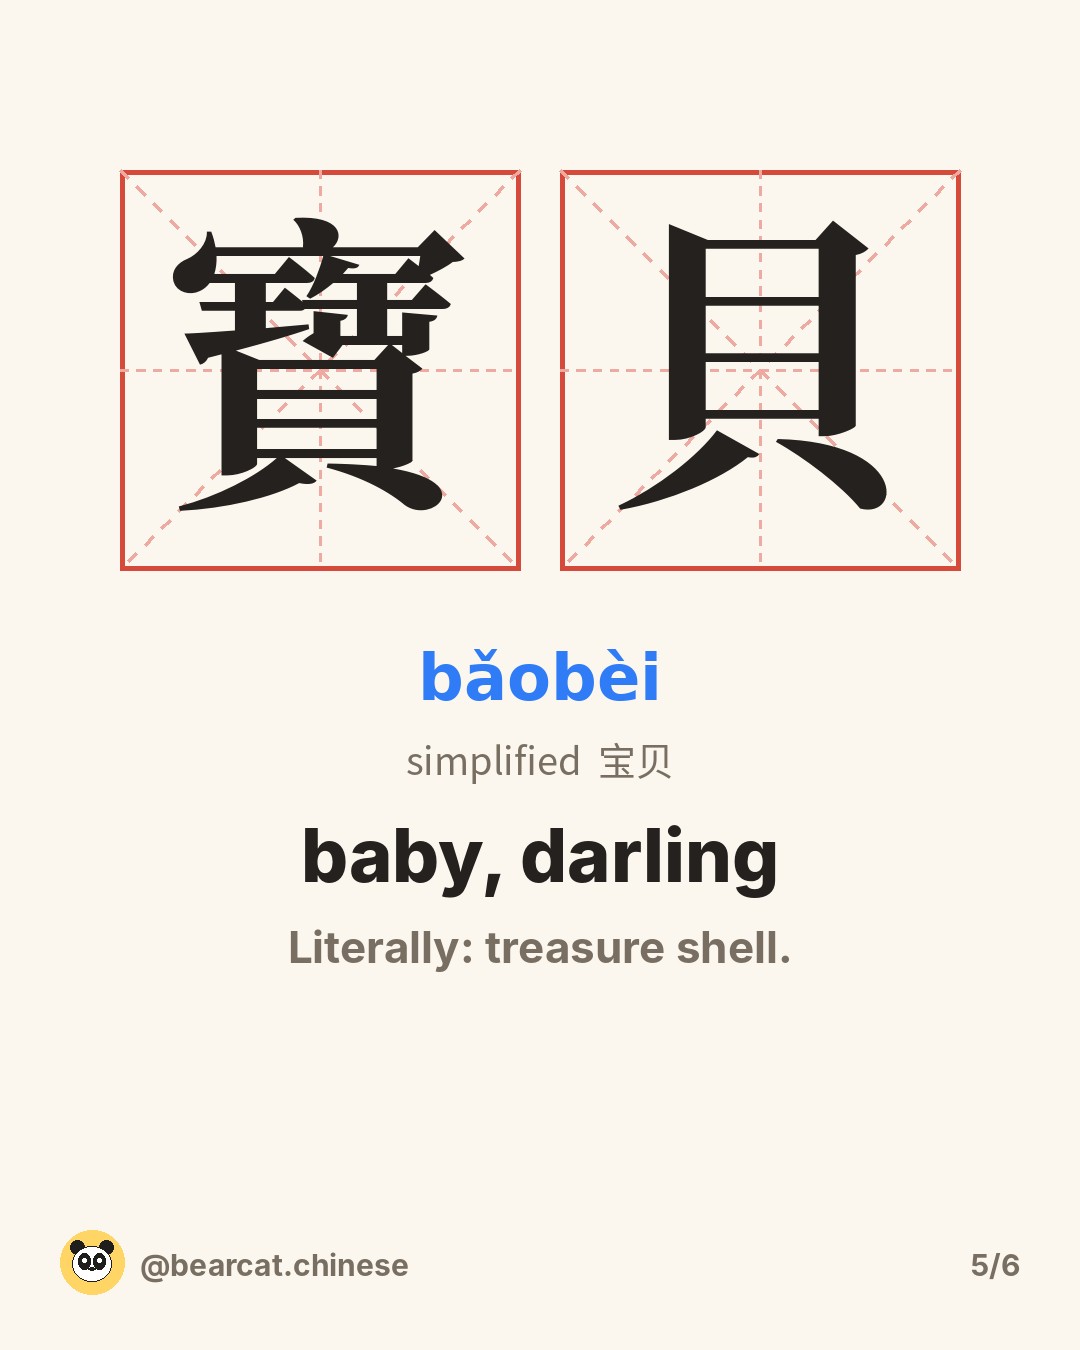 寶貝
bǎobèi
simplified 宝贝
baby, darling
Literally: treasure shell.
@bearcat.chinese
5/6